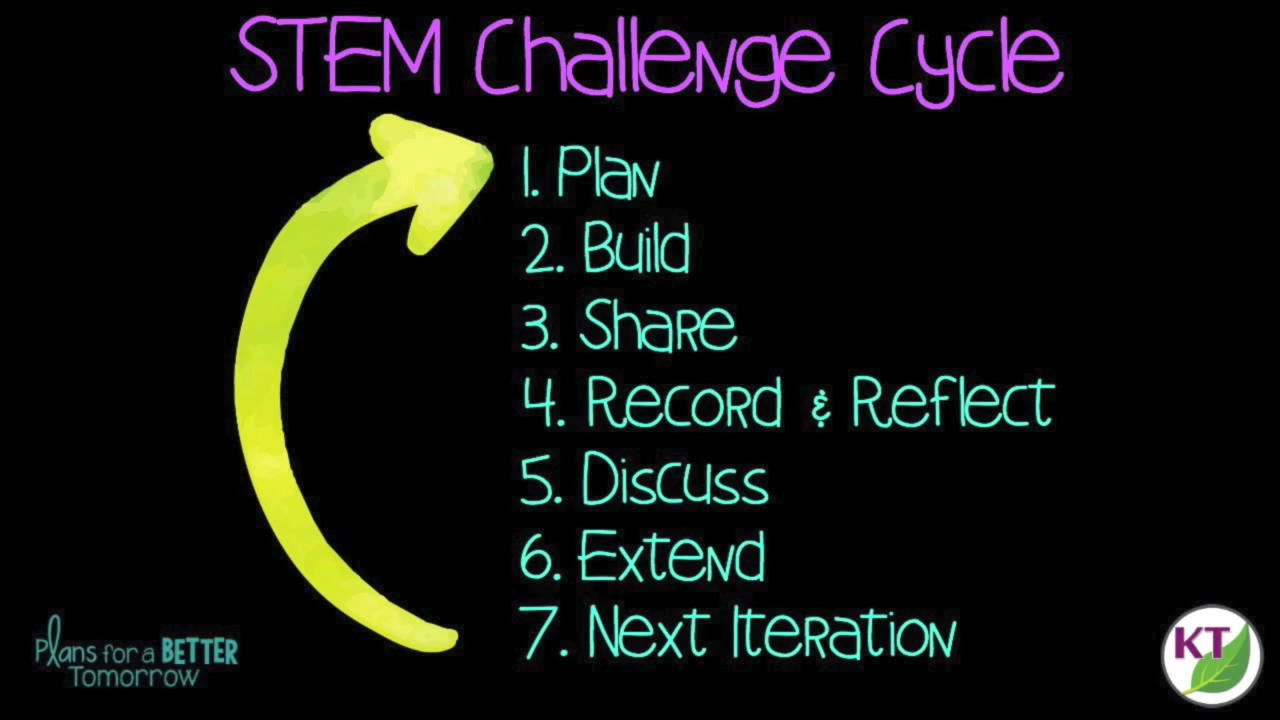 STEM Challenge Cycle
1. Plan
2. Build
3. Share
4. Record & Reflect
5. Discuss
6. Extend
7. Next Iteration
Plans for a BETTER
Tomorrow
KT